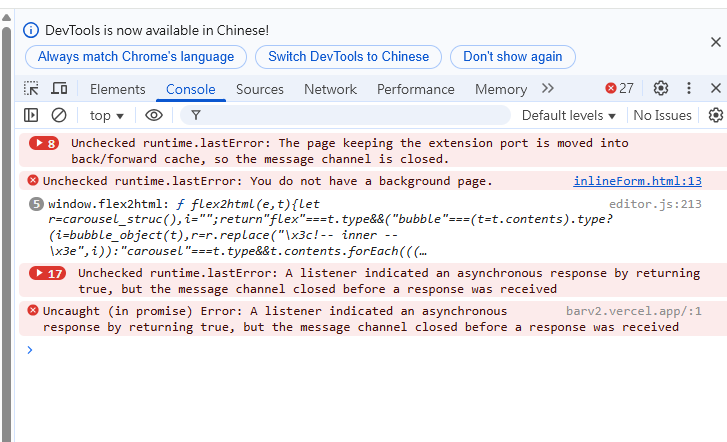 DevTools is now available in Chinese!
Always match Chrome's language Switch DevTools to Chinese Don't show again
Elements Console Sources Network Performance Memory 27
top Default levels No Issues
8 Unchecked runtime.lastError: The page keeping the extension port is moved into
back/forward cache, so the message channel is closed.
Unchecked runtime.lastError: You do not have a background page. inlineForm.html:13
5 window.flex2html: ƒ flex2html(e,t){let editor.js:213
r=carousel_struc(),i="";return"flex"===t.type&&("bubble"===(t=t.contents).type?
(i=bubble_object(t),r=r.replace("\x3c!-- inner --
\x3e",i)):"carousel"===t.type&&t.contents.forEach(((…
17 Unchecked runtime.lastError: A listener indicated an asynchronous response by returning
true, but the message channel closed before a response was received
Uncaught (in promise) Error: A listener indicated an asynchronous barv2.vercel.app/:1
response by returning true, but the message channel closed before a response was received